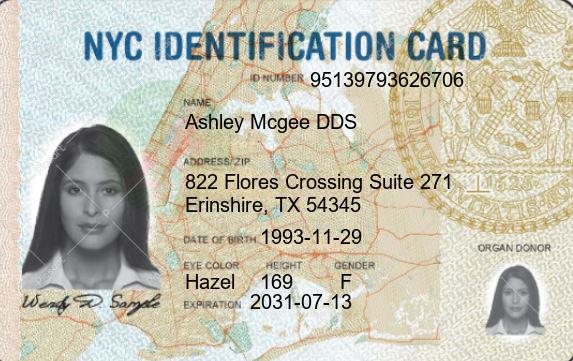 NYC IDENTIFICATION CARD
ID NUMBER 95139793626706
NAME
Ashley Mcgee DDS
ADDRESS/ZIP
822 Flores Crossing Suite 271
Erinshire, TX 54345
DATE OF BIRTH 1993-11-29
EYE COLOR HEIGHT GENDER
Hazel 169 F
EXPIRATION 2031-07-13
ORGAN DONOR
Wendy D. Sample